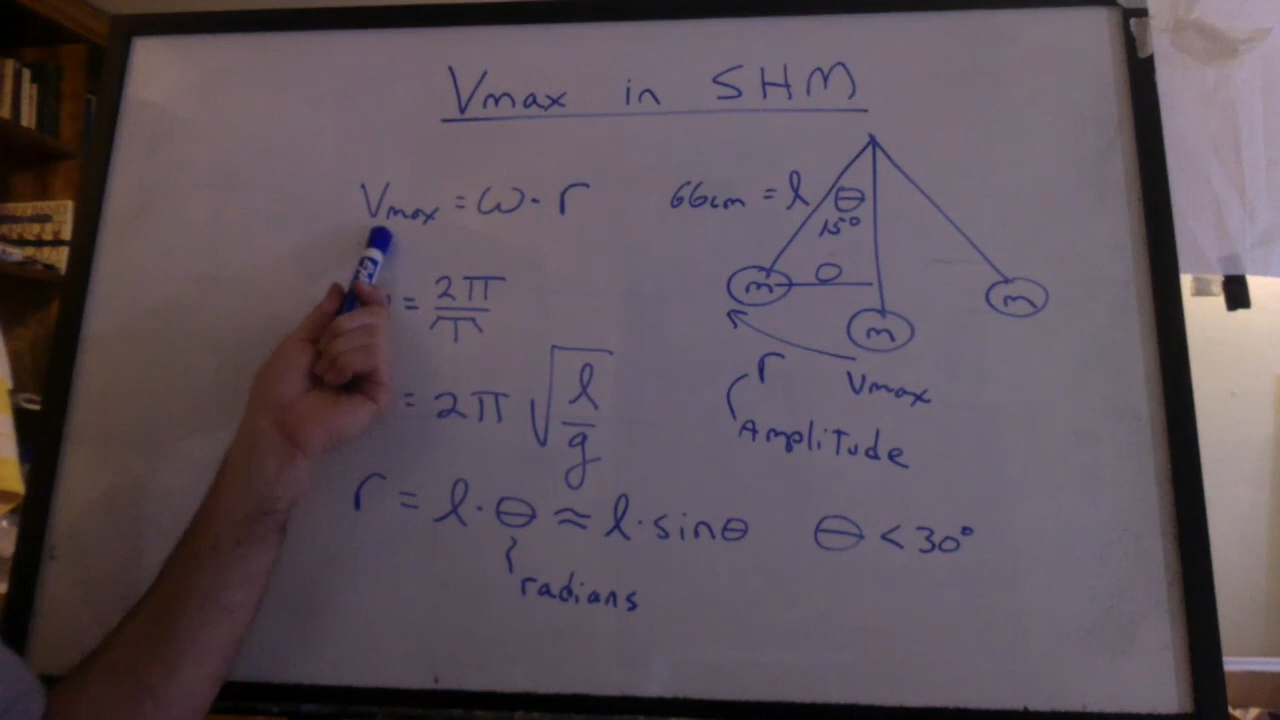 Vmax in SHM
Vmax = ω · r
= 2π / T
= 2π √(l / g)
r = l · θ ≈ l · sinθ θ < 30°
radians
66cm = l θ
15°
O
m
m
m
r
Vmax
Amplitude